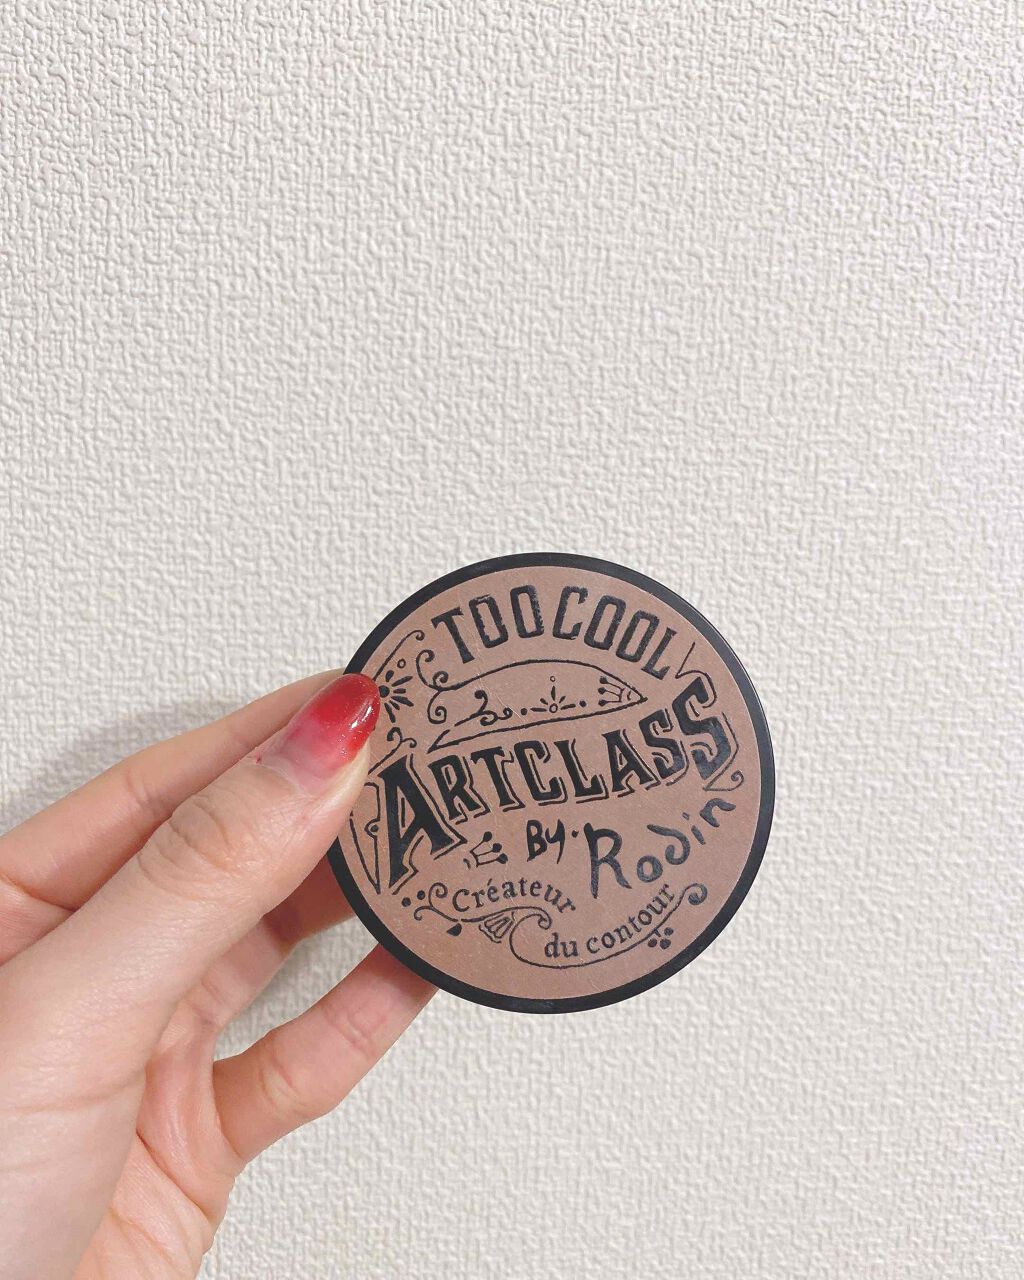 TOO COOL
ARTCLASS
By. Rodin
Créateur
du contour